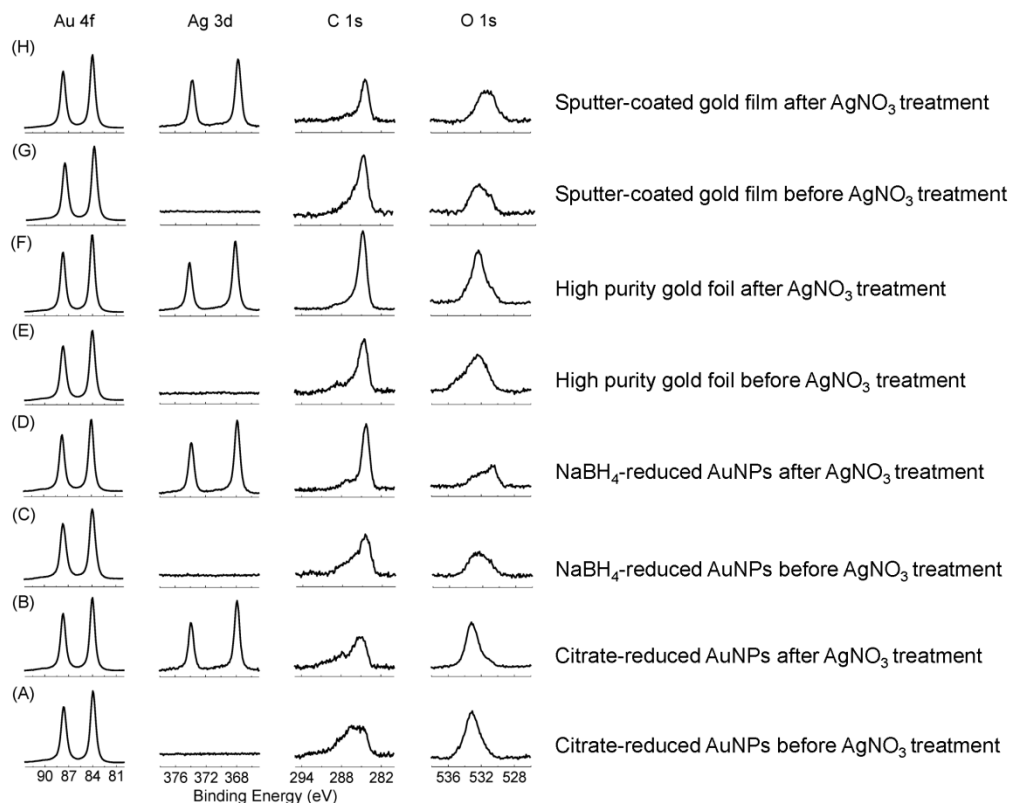 Au 4f Ag 3d C 1s O 1s
(H)
Sputter-coated gold film after AgNO3 treatment
(G)
Sputter-coated gold film before AgNO3 treatment
(F)
High purity gold foil after AgNO3 treatment
(E)
High purity gold foil before AgNO3 treatment
(D)
NaBH4-reduced AuNPs after AgNO3 treatment
(C)
NaBH4-reduced AuNPs before AgNO3 treatment
(B)
Citrate-reduced AuNPs after AgNO3 treatment
(A)
Citrate-reduced AuNPs before AgNO3 treatment
90 87 84 81 376 372 368 294 288 282 536 532 528
Binding Energy (eV)